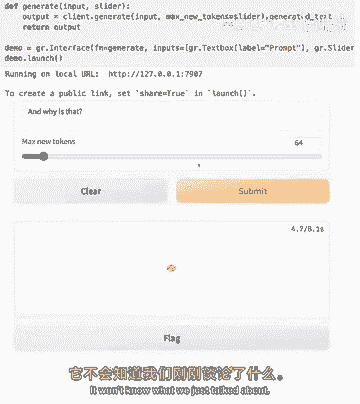 def generate(input, slider):
output = client.generate(input, max_new_tokens=slider).generated_text
return output
demo = gr.Interface(fn=generate, inputs=[gr.Textbox(label="Prompt"), gr.Slider
demo.launch()
Running on local URL: http://127.0.0.1:7907
To create a public link, set `share=True` in `launch()`.
And why is that?
Max new tokens
64
Clear
Submit
4.7/8.1s
Flag
它不会知道我们刚刚谈论了什么。
It won't know what we just talked about.